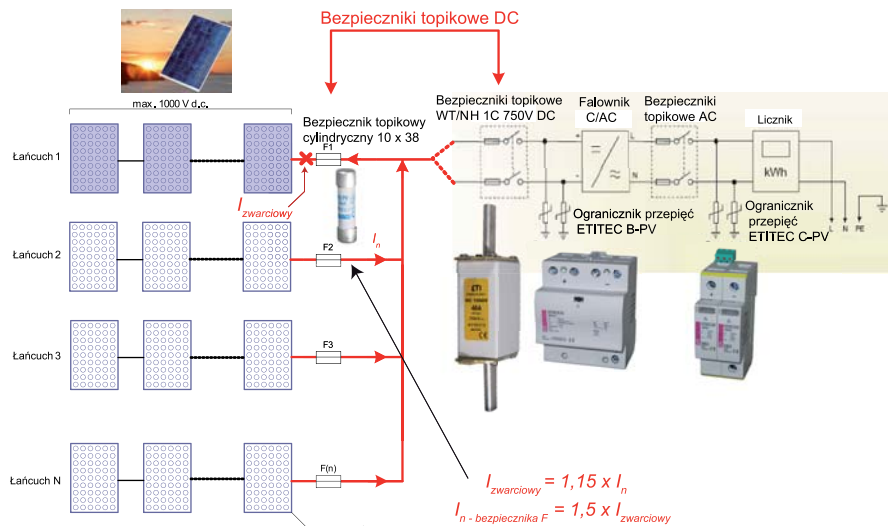 Bezpieczniki topikowe DC
max. 1000 V d.c.
Bezpiecznik topkowy
cylindryczny 10 x 38
Bezpieczniki topikowe
WT/NH 1C 750V DC
Falownik
C/AC
Bezpieczniki
topikowe AC
Licznik
Łańcuch 1
F1
+
L
-
N
kWh
I zwarciowy
Ogranicznik przepięć
ETITEC B-PV
Ogranicznik
przepięć
ETITEC C-PV
L N PE
Łańcuch 2
F2
I n
ETI
Łańcuch 3
F3
Łańcuch N
F(n)
I zwarciowy = 1,15 x I n
I n - bezpiecznika F = 1,5 x I zwarciowy